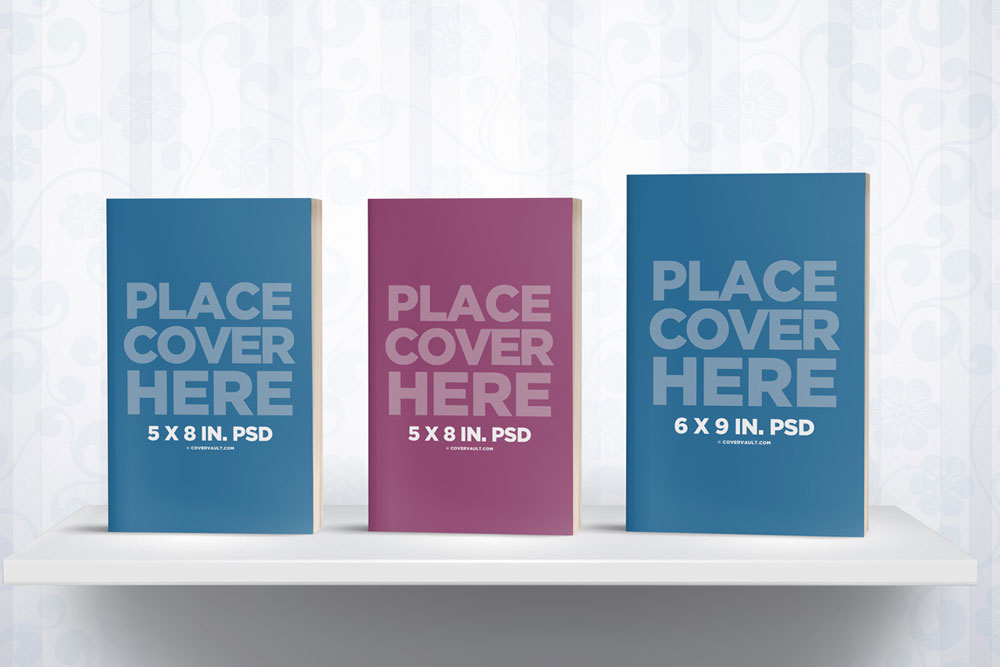 PLACE
COVER
HERE
5 X 8 IN. PSD
© COVERVAULT.COM
PLACE
COVER
HERE
5 X 8 IN. PSD
© COVERVAULT.COM
PLACE
COVER
HERE
6 X 9 IN. PSD
© COVERVAULT.COM